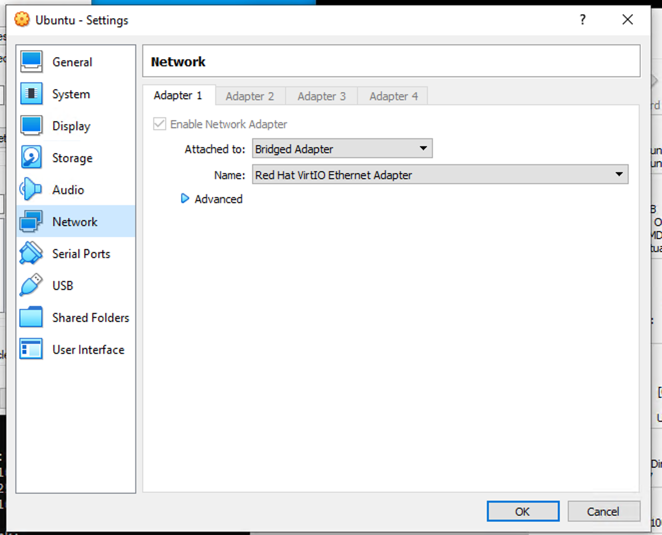 Ubuntu - Settings
?
General
System
Display
Storage
Audio
Network
Serial Ports
USB
Shared Folders
User Interface
Network
Adapter 1 Adapter 2 Adapter 3 Adapter 4
Enable Network Adapter
Attached to: Bridged Adapter
Name: Red Hat VirtIO Ethernet Adapter
Advanced
OK Cancel